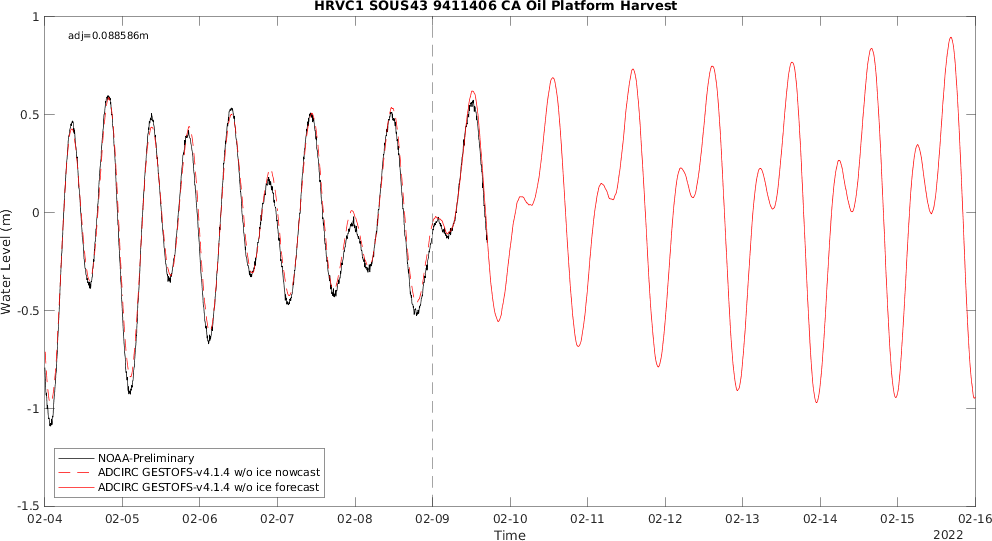 HRVC1 SOUS43 9411406 CA Oil Platform Harvest
adj=0.088586m
1
0.5
0
-0.5
-1
-1.5
Water Level (m)
NOAA-Preliminary
ADCIRC GESTOFS-v4.1.4 w/o ice nowcast
ADCIRC GESTOFS-v4.1.4 w/o ice forecast
02-04 02-05 02-06 02-07 02-08 02-09 02-10 02-11 02-12 02-13 02-14 02-15 02-16
Time
2022